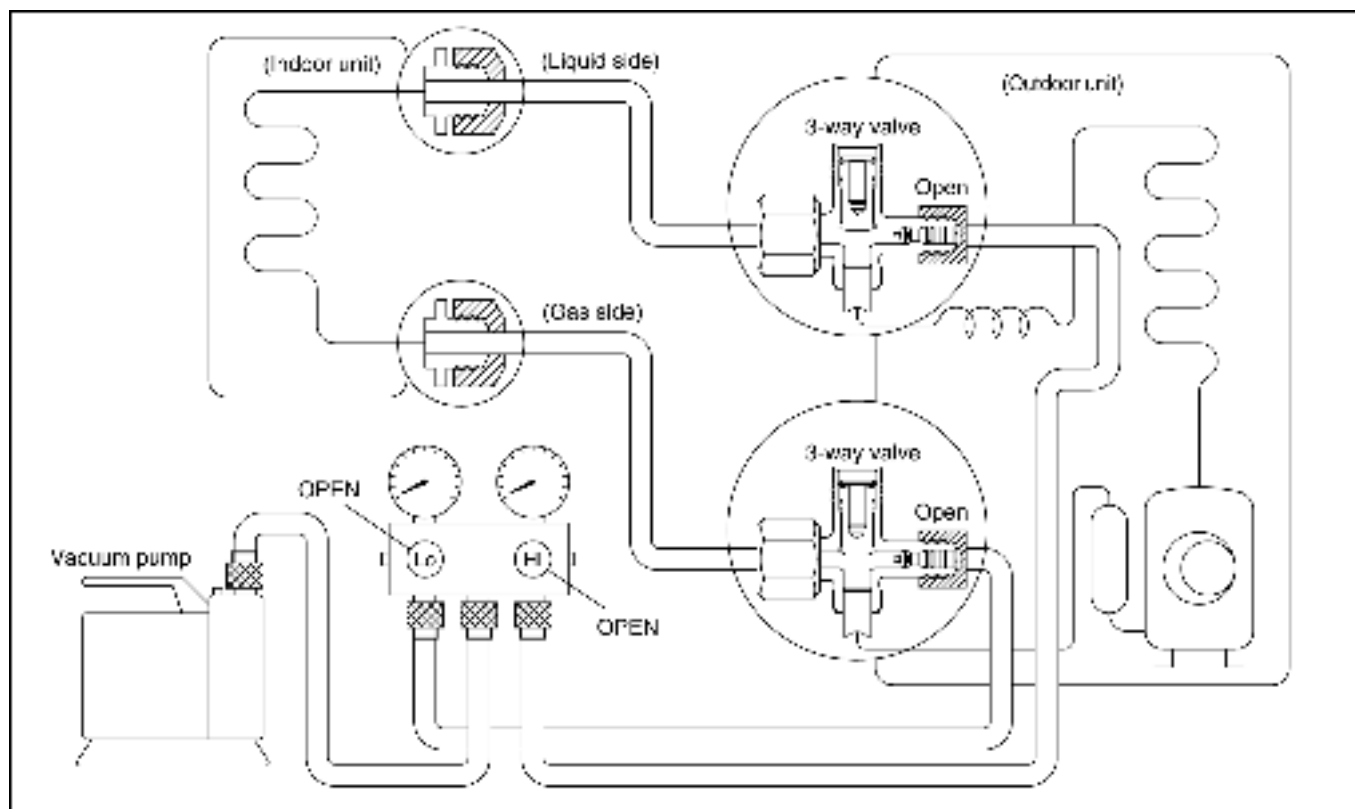 (Indoor unit)
(Liquid side)
(Outdoor unit)
3-way valve
Open
(Gas side)
3-way valve
Open
OPEN
Vacuum pump
Lo
Hi
OPEN